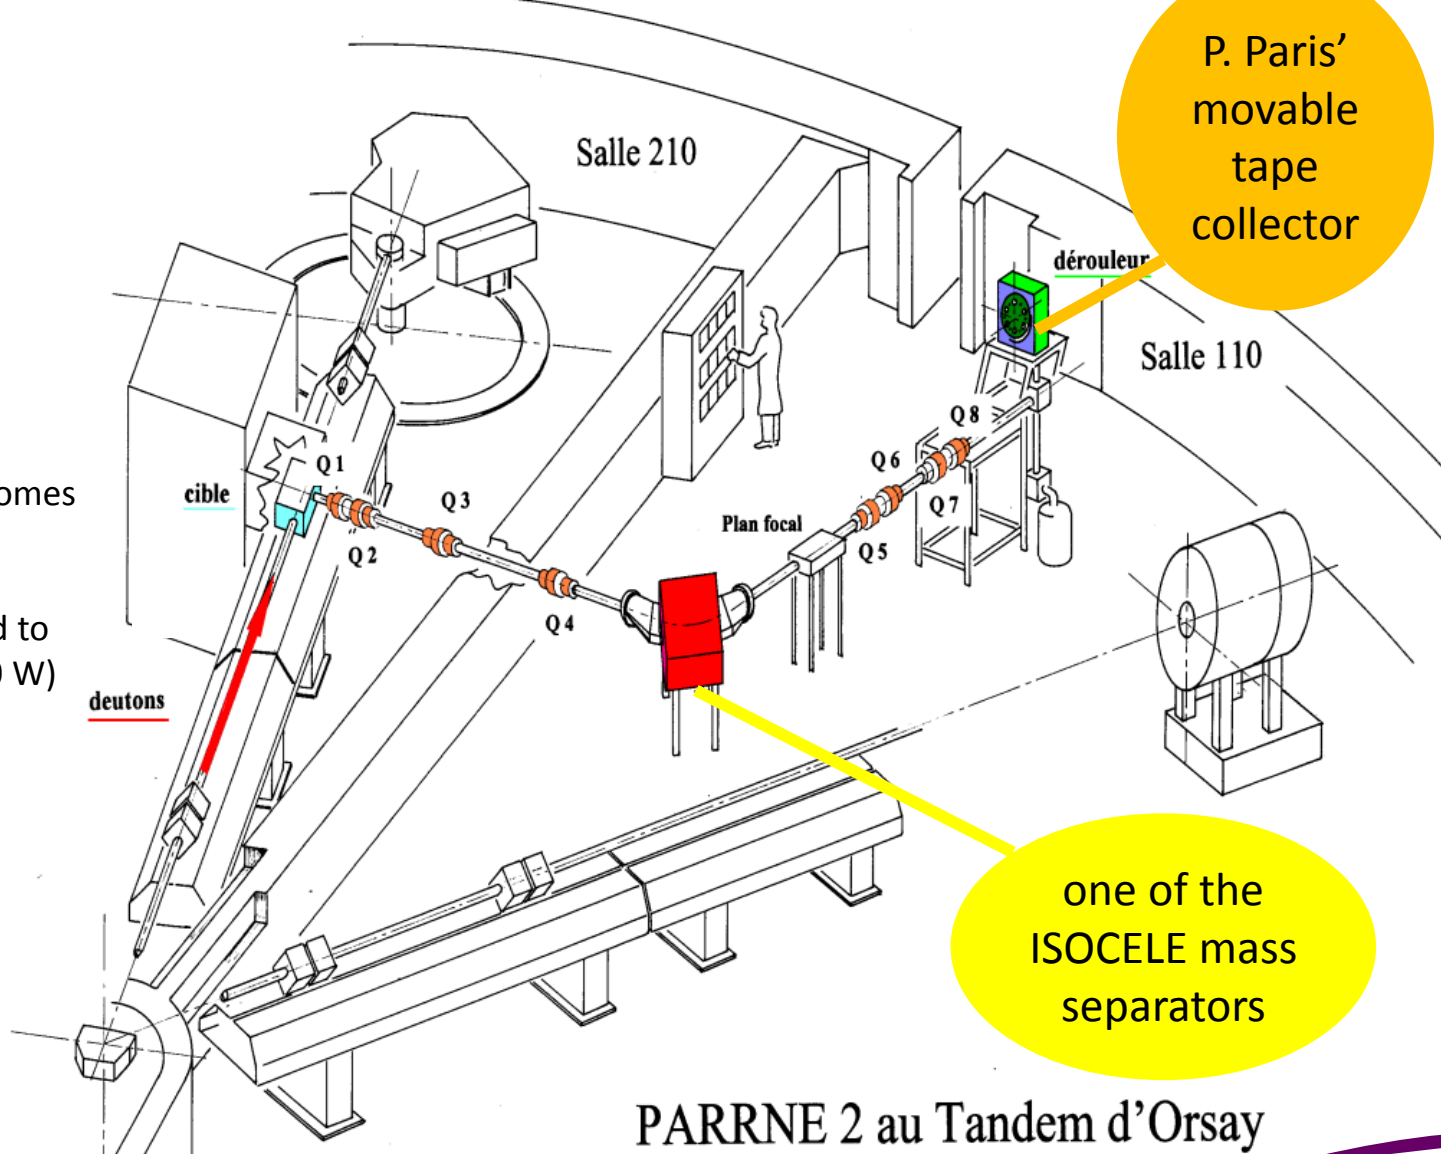 P. Paris’
movable
tape
collector
Salle 210
dérouleur
Salle 110
Q 8
Q 1
Q 6
cible
Q 3
Q 7
Plan focal
Q 2
Q 5
Q 4
deutons
one of the
ISOCELE mass
separators
PARRNE 2 au Tandem d’Orsay
d to
W)